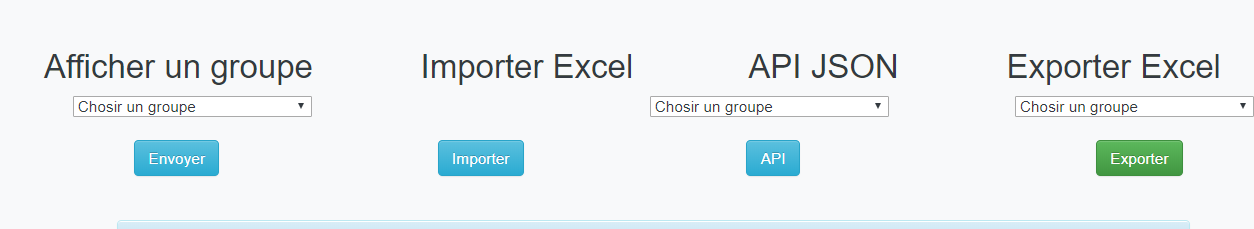 Afficher un groupe
Importer Excel
API JSON
Exporter Excel
Chosir un groupe
Chosir un groupe
Chosir un groupe
Envoyer
Importer
API
Exporter